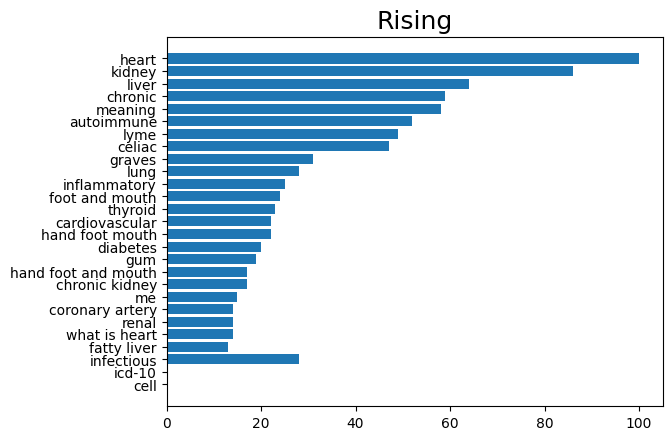 Rising
heart
kidney
liver
chronic
meaning
autoimmune
lyme
celiac
graves
lung
inflammatory
foot and mouth
thyroid
cardiovascular
hand foot mouth
diabetes
gum
hand foot and mouth
chronic kidney
me
coronary artery
renal
what is heart
fatty liver
infectious
icd-10
cell
0 20 40 60 80 100